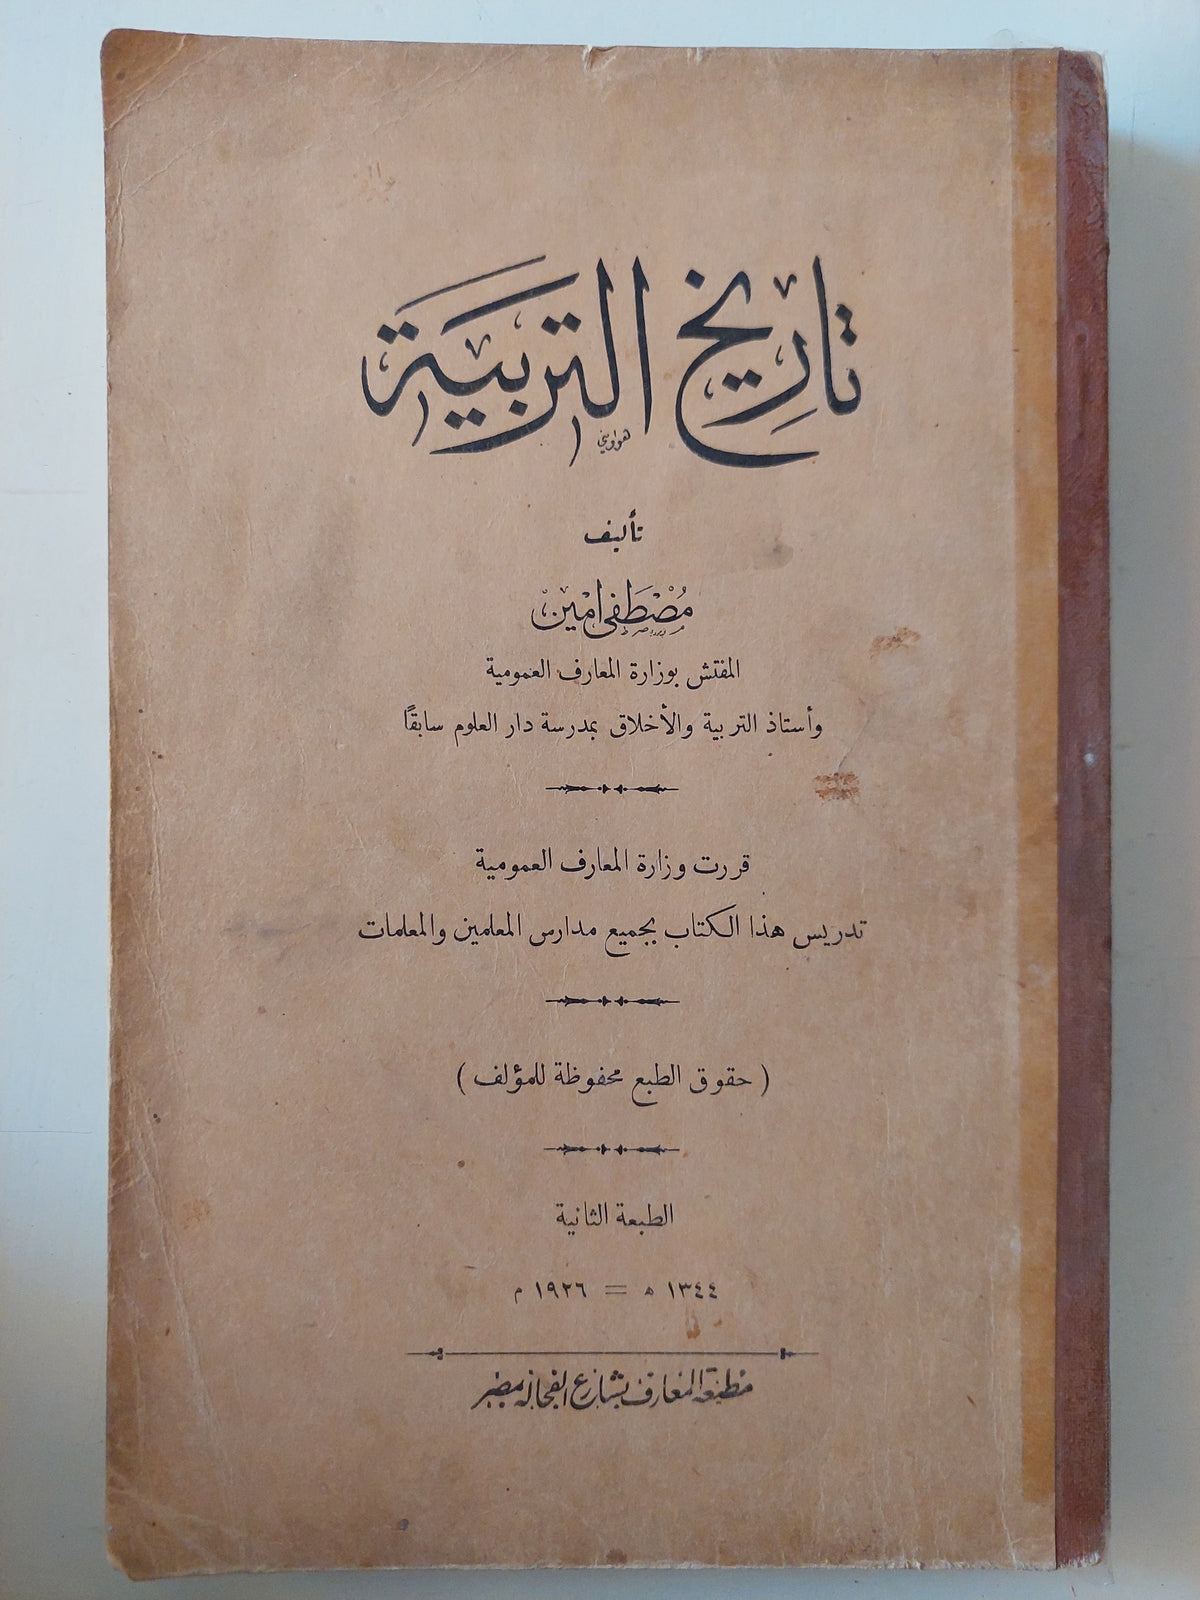 تاريخ التربية
هواويني
تأليف
مصطفى أمين
المفتش بوزارة المعارف العمومية
وأستاذ التربية والأخلاق بمدرسة دار العلوم سابقاً
قررت وزارة المعارف العمومية
تدريس هذا الكتاب بجميع مدارس المعلمين والمعلمات
( حقوق الطبع محفوظة للمؤلف )
الطبعة الثانية
١٣٤٤ ه = ١٩٢٦ م
مطبعة المعارف بشارع الفجالة بمصر